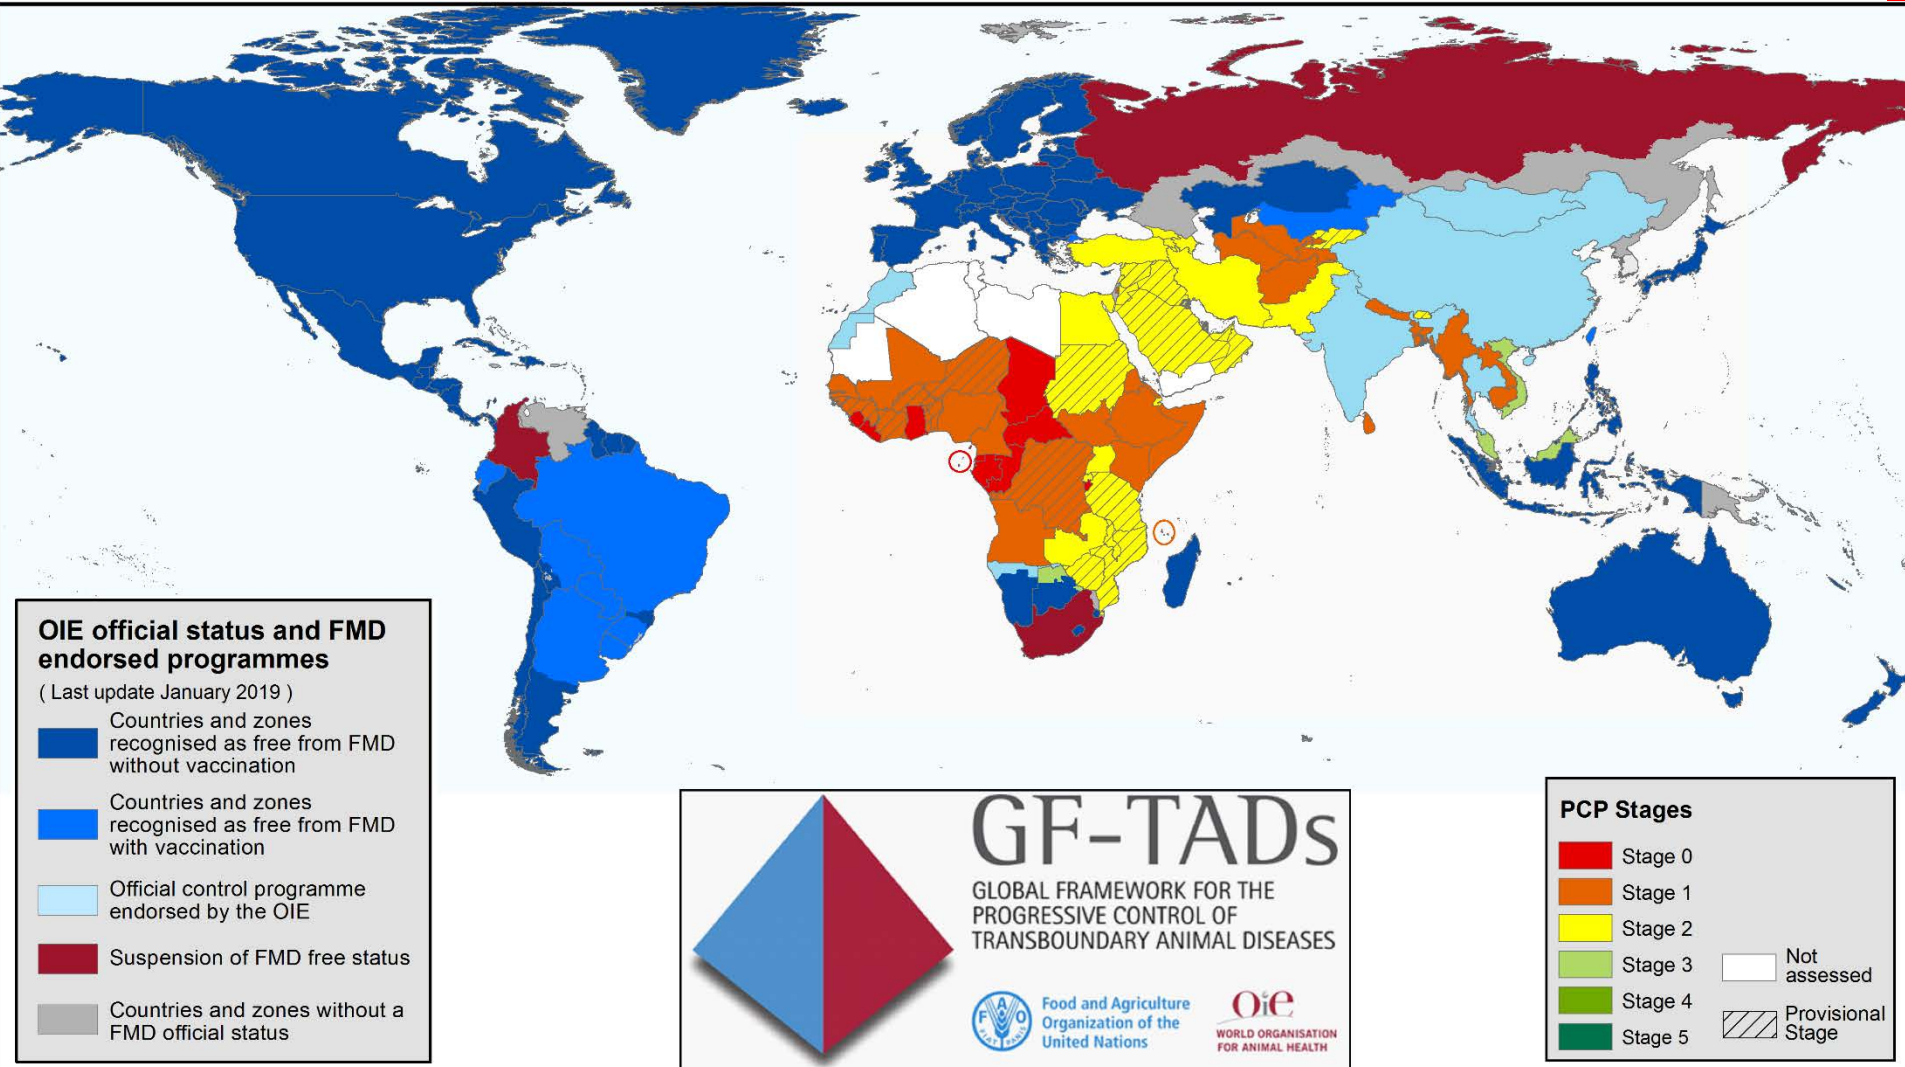 OIE official status and FMD
endorsed programmes
( Last update January 2019 )
Countries and zones
recognised as free from FMD
without vaccination
Countries and zones
recognised as free from FMD
with vaccination
Official control programme
endorsed by the OIE
Suspension of FMD free status
Countries and zones without a
FMD official status
GF-TADs
GLOBAL FRAMEWORK FOR THE
PROGRESSIVE CONTROL OF
TRANSBOUNDARY ANIMAL DISEASES
F A O
FIAT PANIS
Food and Agriculture
Organization of the
United Nations
Oie
WORLD ORGANISATION
FOR ANIMAL HEALTH
PCP Stages
Stage 0
Stage 1
Stage 2
Stage 3
Stage 4
Stage 5
Not
assessed
Provisional
Stage